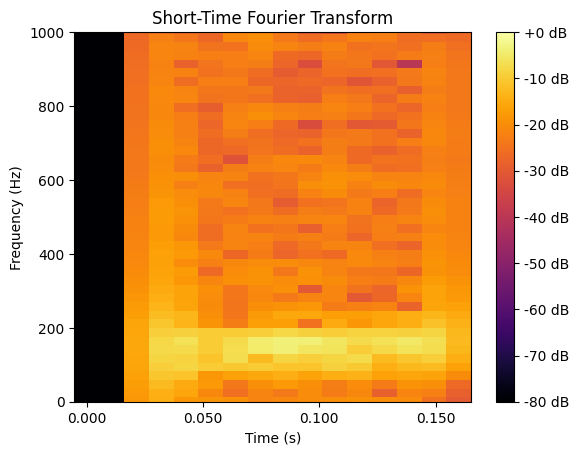 Short-Time Fourier Transform
Frequency (Hz)
1000
800
600
400
200
0
0.000
0.050
0.100
0.150
Time (s)
+0 dB
-10 dB
-20 dB
-30 dB
-40 dB
-50 dB
-60 dB
-70 dB
-80 dB